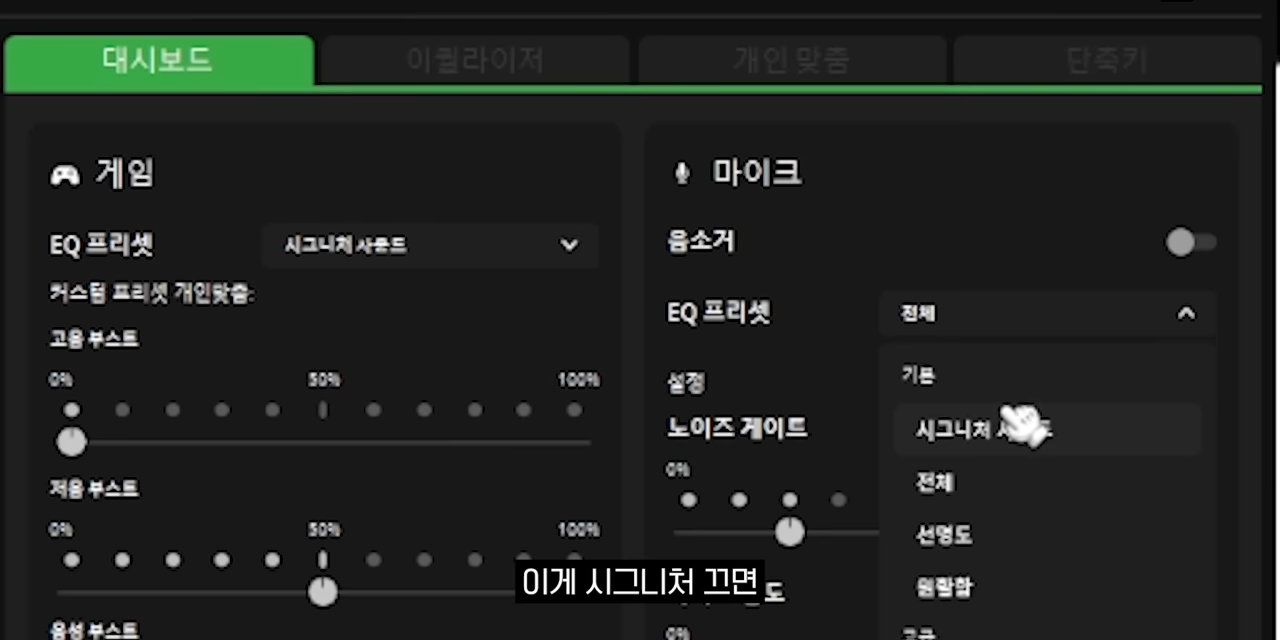 대시보드
이퀄라이저
개인 맞춤
단축키
게임
EQ 프리셋
시그니처 사운드
커스텀 프리셋 개인맞춤:
고음 부스트
0% 50% 100%
저음 부스트
0% 50% 100%
음성 부스트
마이크
음소거
EQ 프리셋
전체
기본
시그니처
전체
선명도
원활함
설정
노이즈 게이트
0%
0%
이게 시그니처 끄면